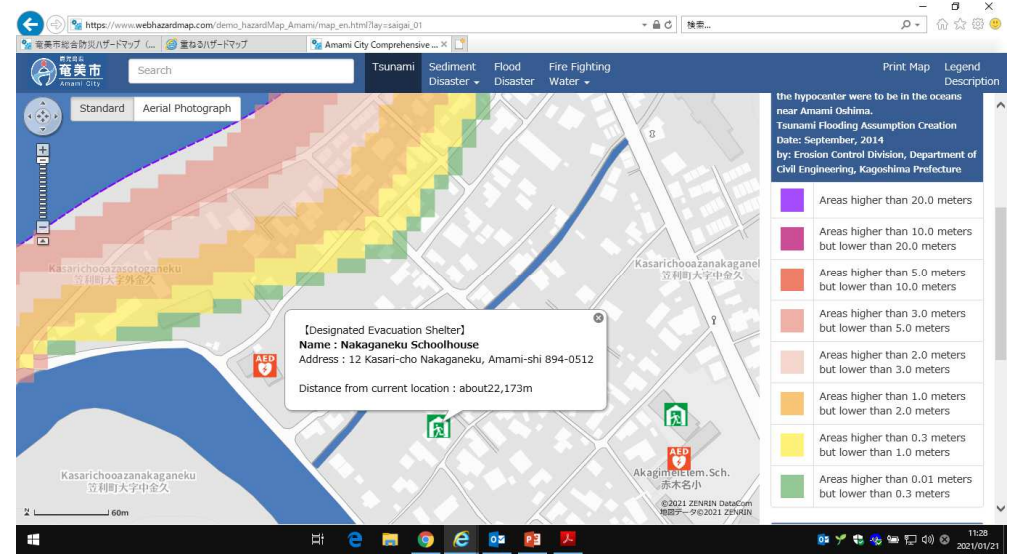 https://www.webhazardmap.com/demo_hazardMap_Amami/map_en.html?lay=saigai_01
検索...
奄美市総合防災ハザードマップ (...
重ねるハザードマップ
Amami City Comprehensive ...
鹿児島県
奄美市
Amami City
Search
Tsunami
Sediment Disaster
Flood Disaster
Fire Fighting Water
Print Map
Legend Description
Standard
Aerial Photograph
the hypocenter were to be in the oceans
near Amami Oshima.
Tsunami Flooding Assumption Creation
Date: September, 2014
by: Erosion Control Division, Department of
Civil Engineering, Kagoshima Prefecture
Areas higher than 20.0 meters
Areas higher than 10.0 meters
but lower than 20.0 meters
Areas higher than 5.0 meters
but lower than 10.0 meters
Areas higher than 3.0 meters
but lower than 5.0 meters
Areas higher than 2.0 meters
but lower than 3.0 meters
Areas higher than 1.0 meters
but lower than 2.0 meters
Areas higher than 0.3 meters
but lower than 1.0 meters
Areas higher than 0.01 meters
but lower than 0.3 meters
Kasarichooazasotoganeku
笠利町大字外金久
Kasarichooazanakaganel
笠利町大字中金久
【Designated Evacuation Shelter】
Name : Nakaganeku Schoolhouse
Address : 12 Kasari-cho Nakaganeku, Amami-shi 894-0512
Distance from current location : about22,173m
AED
AED
AkagimeiElem.Sch.
赤木名小
Kasarichooazanakaganeku
笠利町大字中金久
60m
©2021 ZENRIN DataCom
地図データ©2021 ZENRIN
11:28
2021/01/21